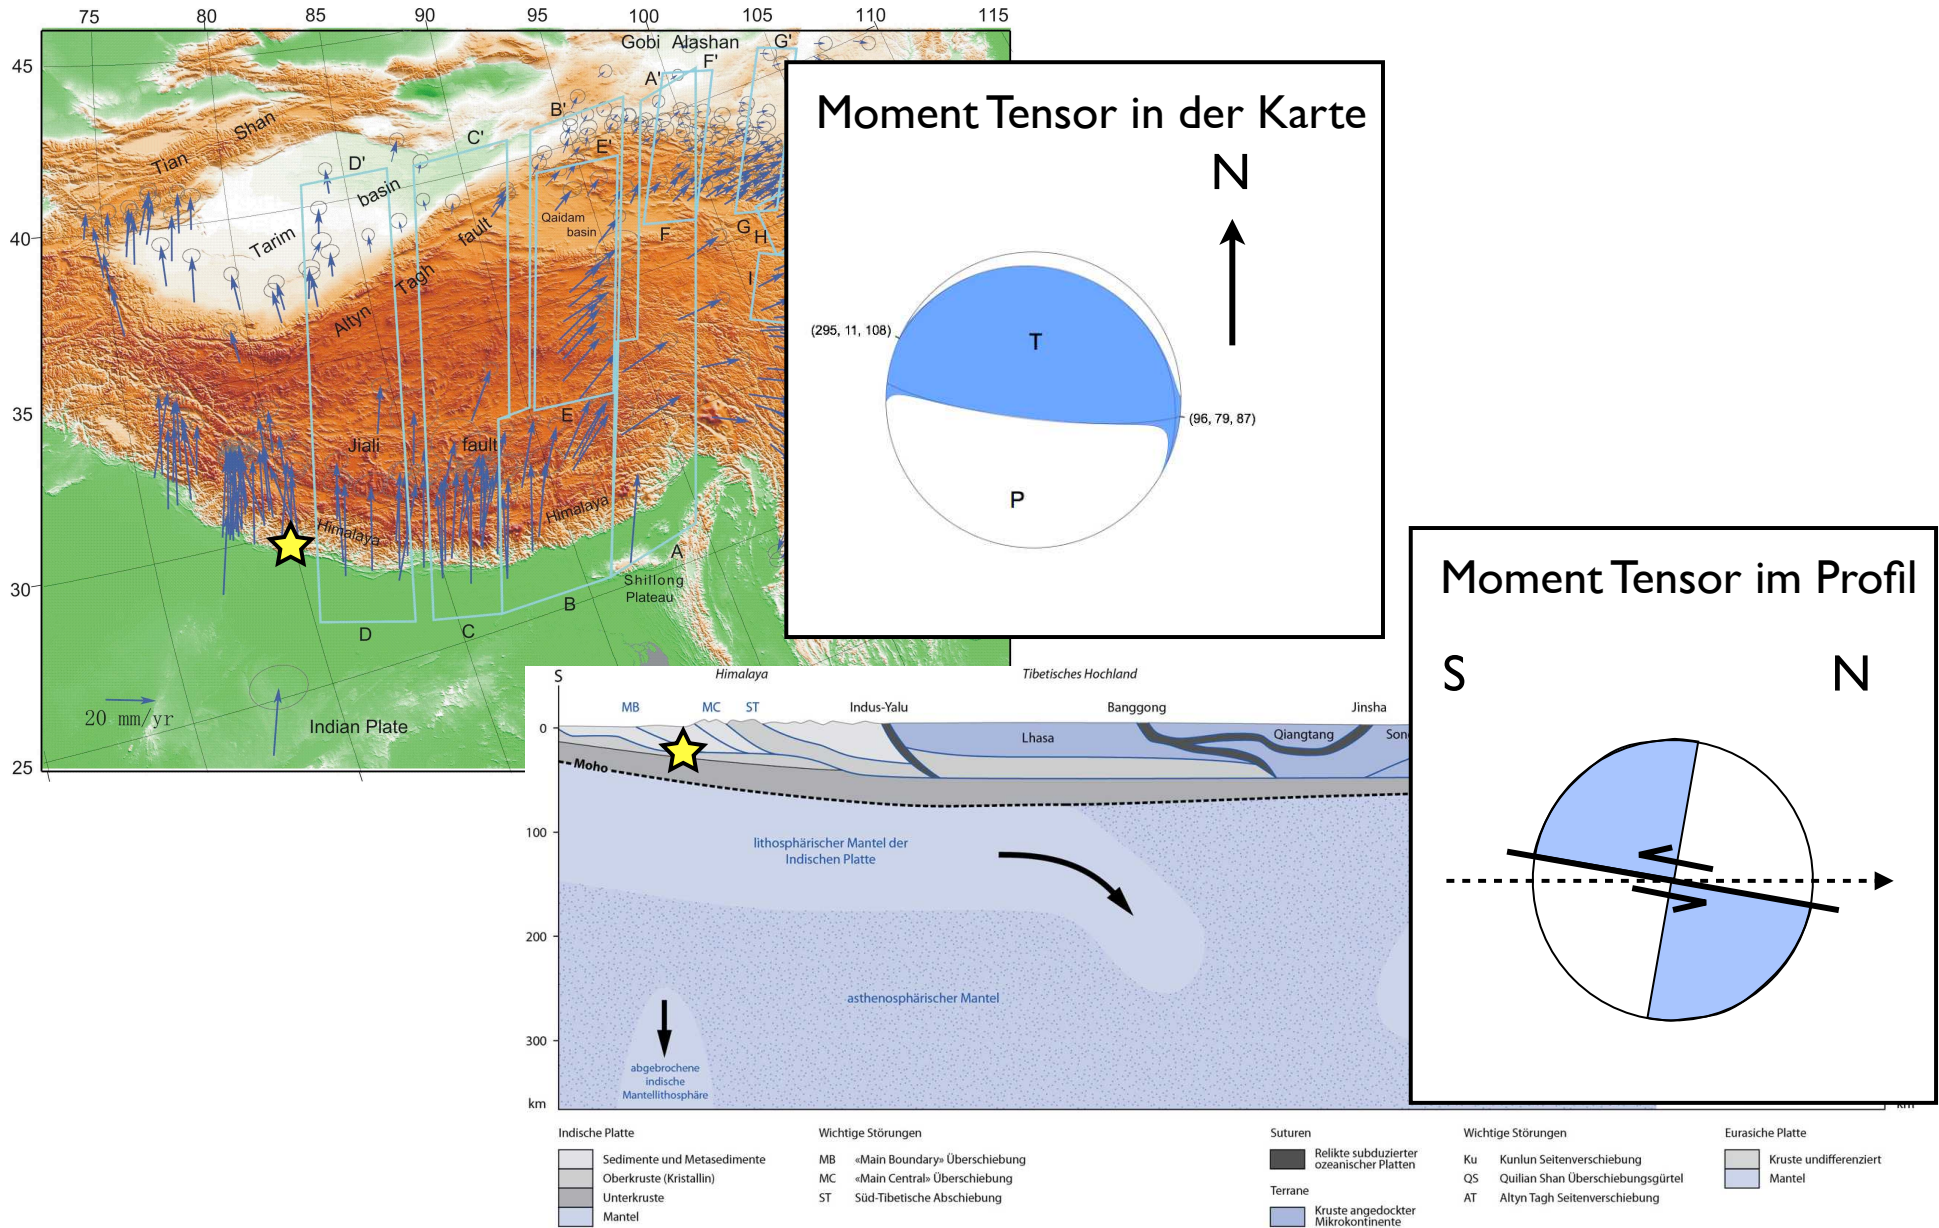 75 80 85 90 95 100 105 110 115
45
40
35
30
25
Gobi Alashan
G'
F'
A'
B'
C'
E'
D'
Tian Shan
Tarim basin
Altyn Tagh fault
Qaidam
basin
F
G
H
I
E
Jiali fault
Himalaya
Himalaya
A
Shillong
Plateau
B
C
D
20 mm/yr
Indian Plate
Moment Tensor in der Karte
N
(295, 11, 108)
T
(96, 79, 87)
P
Moment Tensor im Profil
S N
S
Himalaya
Tibetisches Hochland
MB MC ST Indus-Yalu Banggong Jinsha
0
Lhasa
Qiangtang
Son
Moho
100
lithosphärischer Mantel der
Indischen Platte
200
asthenosphärischer Mantel
300
abgebrochene
indische
Mantellithosphäre
km
km
Indische Platte
Sedimente und Metasedimente
Oberkruste (Kristallin)
Unterkruste
Mantel
Wichtige Störungen
MB «Main Boundary» Überschiebung
MC «Main Central» Überschiebung
ST Süd-Tibetische Abschiebung
Suturen
Relikte subduzierter
ozeanischer Platten
Terrane
Kruste angedockter
Mikrokontinente
Wichtige Störungen
Ku Kunlun Seitenverschiebung
QS Quilian Shan Überschiebungsgürtel
AT Altyn Tagh Seitenverschiebung
Eurasiche Platte
Kruste undifferenziert
Mantel